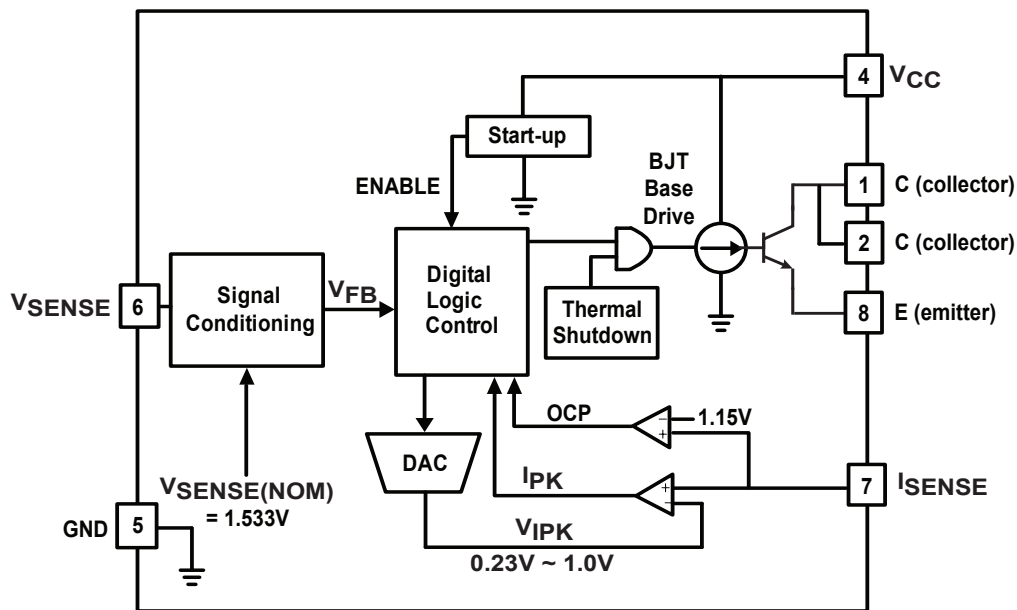 4
VCC
Start-up
ENABLE
BJT
Base
Drive
1
C (collector)
2
C (collector)
8
E (emitter)
VSENSE
6
Signal
Conditioning
VFB
Digital
Logic
Control
Thermal
Shutdown
OCP
−
+
1.15V
DAC
IPK
+
−
7
ISENSE
VSENSE(NOM)
= 1.533V
GND
5
VIPK
0.23V ~ 1.0V